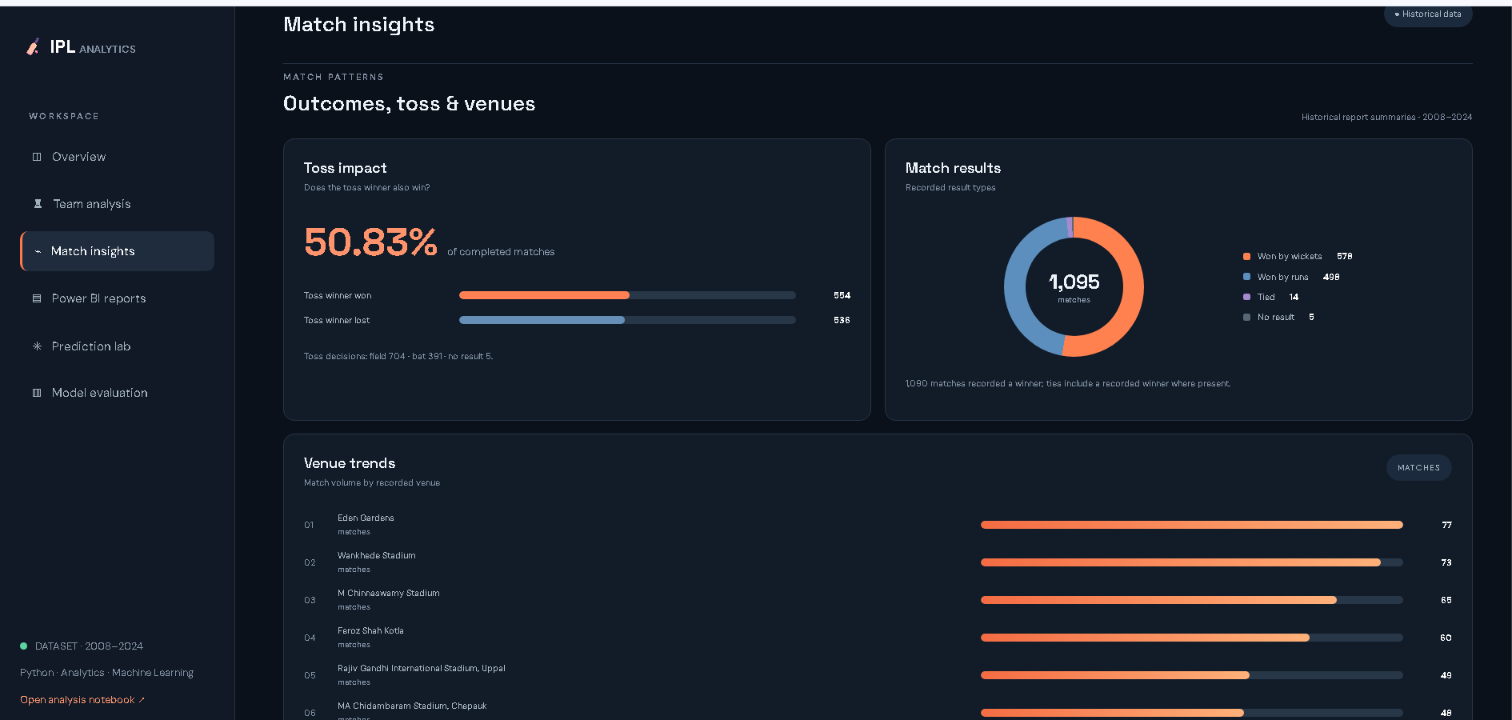 IPL ANALYTICS
WORKSPACE
Overview
Team analysis
Match insights
Power BI reports
Prediction lab
Model evaluation
DATASET · 2008–2024
Python · Analytics · Machine Learning
Open analysis notebook ↗
Match insights
• Historical data
MATCH PATTERNS
Outcomes, toss & venues
Historical report summaries · 2008–2024
Toss impact
Does the toss winner also win?
50.83% of completed matches
Toss winner won 554
Toss winner lost 536
Toss decisions: field 704 · bat 391 · no result 5.
Match results
Recorded result types
1,095
matches
Won by wickets 578
Won by runs 498
Tied 14
No result 5
1,090 matches recorded a winner; ties include a recorded winner where present.
Venue trends
Match volume by recorded venue
MATCHES
01 Eden Gardens 77
matches
02 Wankhede Stadium 73
matches
03 M Chinnaswamy Stadium 65
matches
04 Feroz Shah Kotla 60
matches
05 Rajiv Gandhi International Stadium, Uppal 49
matches
06 MA Chidambaram Stadium, Chepauk 48
matches